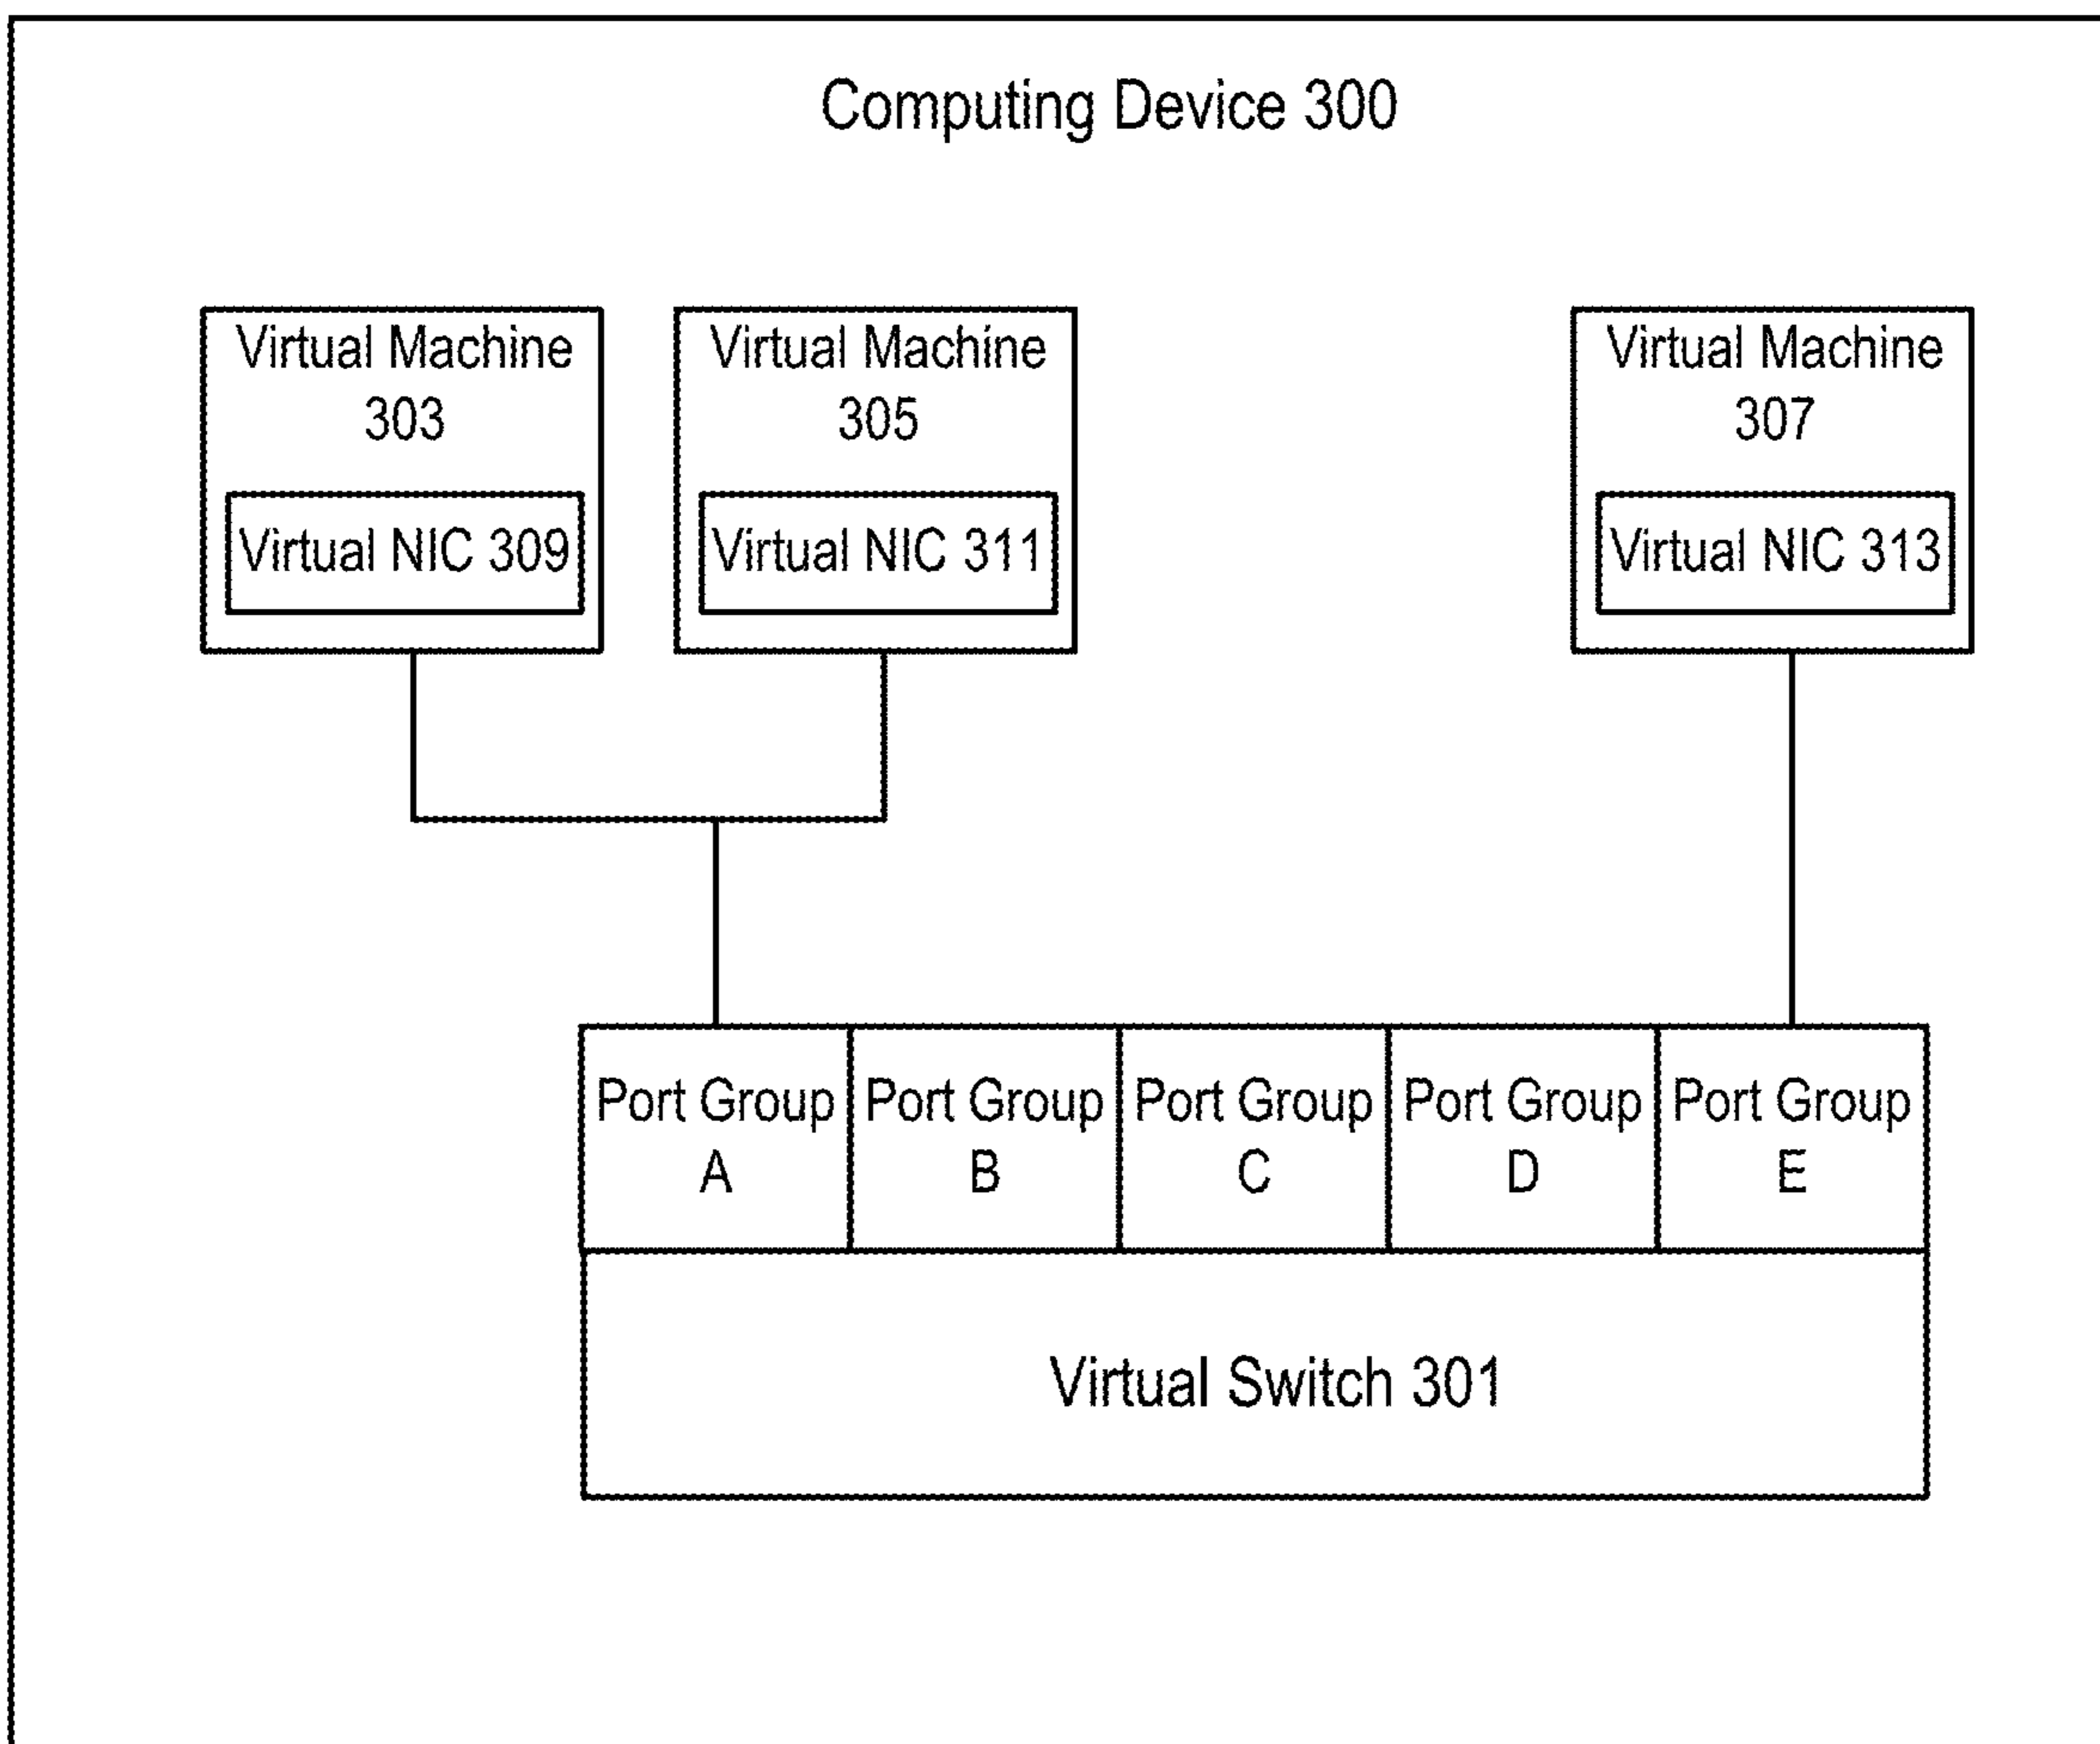 Computing Device 300
Virtual Machine
303
Virtual NIC 309
Virtual Machine
305
Virtual NIC 311
Virtual Machine
307
Virtual NIC 313
Port Group
A
Port Group
B
Port Group
C
Port Group
D
Port Group
E
Virtual Switch 301